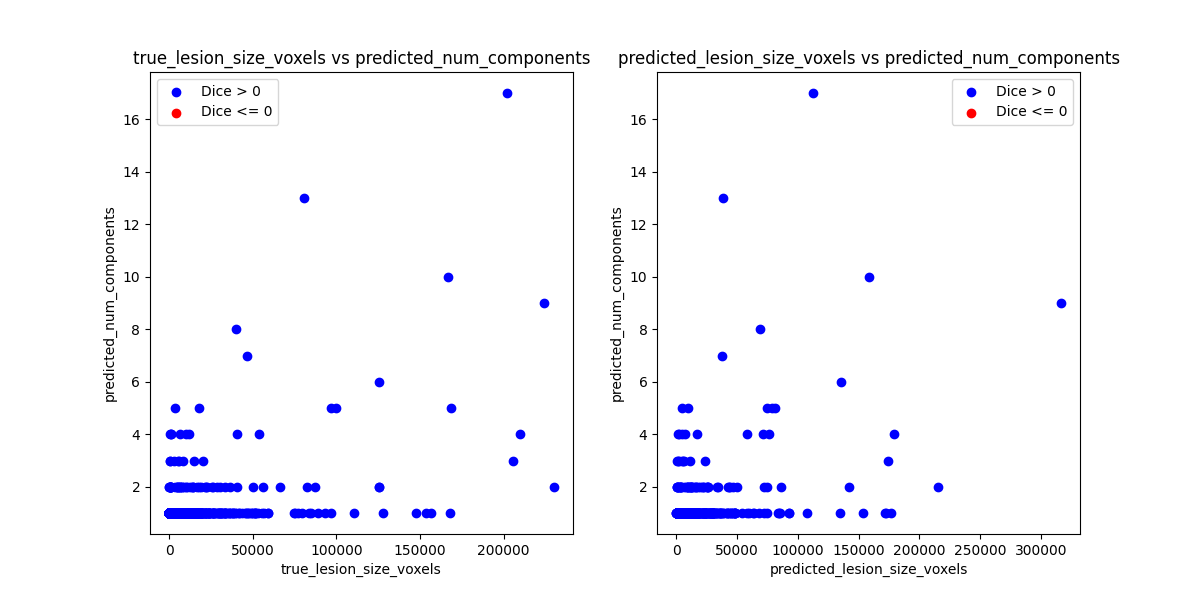 true_lesion_size_voxels vs predicted_num_components
Dice > 0
Dice <= 0
predicted_num_components
16
14
12
10
8
6
4
2
0 50000 100000 150000 200000
true_lesion_size_voxels
predicted_lesion_size_voxels vs predicted_num_components
Dice > 0
Dice <= 0
predicted_num_components
16
14
12
10
8
6
4
2
0 50000 100000 150000 200000 250000 300000
predicted_lesion_size_voxels